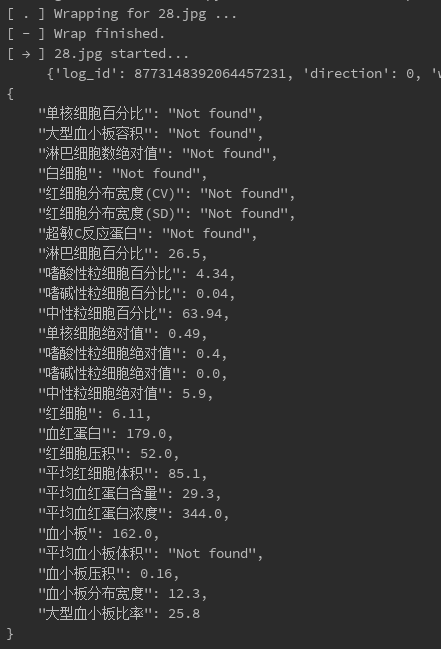 [ . ] Wrapping for 28.jpg ...
[ - ] Wrap finished.
[ → ] 28.jpg started...
{'log_id': 8773148392064457231, 'direction': 0, 'w
{
"单核细胞百分比": "Not found",
"大型血小板容积": "Not found",
"淋巴细胞数绝对值": "Not found",
"白细胞": "Not found",
"红细胞分布宽度(CV)": "Not found",
"红细胞分布宽度(SD)": "Not found",
"超敏C反应蛋白": "Not found",
"淋巴细胞百分比": 26.5,
"嗜酸性粒细胞百分比": 4.34,
"嗜碱性粒细胞百分比": 0.04,
"中性粒细胞百分比": 63.94,
"单核细胞绝对值": 0.49,
"嗜酸性粒细胞绝对值": 0.4,
"嗜碱性粒细胞绝对值": 0.0,
"中性粒细胞绝对值": 5.9,
"红细胞": 6.11,
"血红蛋白": 179.0,
"红细胞压积": 52.0,
"平均红细胞体积": 85.1,
"平均血红蛋白含量": 29.3,
"平均血红蛋白浓度": 344.0,
"血小板": 162.0,
"平均血小板体积": "Not found",
"血小板压积": 0.16,
"血小板分布宽度": 12.3,
"大型血小板比率": 25.8
}